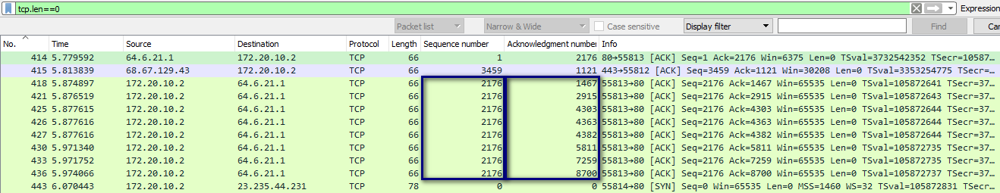 tcp.len==0 Expression
Packet list Narrow & Wide Case sensitive Display filter Find Car
No. Time Source Destination Protocol Length Sequence number Acknowledgment number Info
414 5.779592 64.6.21.1 172.20.10.2 TCP 66 1 2176 80→55813 [ACK] Seq=1 Ack=2176 Win=6375 Len=0 TSval=3732542352 TSecr=10587…
415 5.813839 68.67.129.43 172.20.10.2 TCP 66 3459 1121 443→55812 [ACK] Seq=3459 Ack=1121 Win=30208 Len=0 TSval=3353254775 TSecr=…
418 5.874897 172.20.10.2 64.6.21.1 TCP 66 2176 1467 55813→80 [ACK] Seq=2176 Ack=1467 Win=65535 Len=0 TSval=105872641 TSecr=37…
421 5.876519 172.20.10.2 64.6.21.1 TCP 66 2176 2915 55813→80 [ACK] Seq=2176 Ack=2915 Win=65535 Len=0 TSval=105872643 TSecr=37…
425 5.877615 172.20.10.2 64.6.21.1 TCP 66 2176 4303 55813→80 [ACK] Seq=2176 Ack=4303 Win=65535 Len=0 TSval=105872644 TSecr=37…
426 5.877616 172.20.10.2 64.6.21.1 TCP 66 2176 4363 55813→80 [ACK] Seq=2176 Ack=4363 Win=65535 Len=0 TSval=105872644 TSecr=37…
427 5.877616 172.20.10.2 64.6.21.1 TCP 66 2176 4382 55813→80 [ACK] Seq=2176 Ack=4382 Win=65535 Len=0 TSval=105872644 TSecr=37…
430 5.971340 172.20.10.2 64.6.21.1 TCP 66 2176 5811 55813→80 [ACK] Seq=2176 Ack=5811 Win=65535 Len=0 TSval=105872735 TSecr=37…
433 5.971752 172.20.10.2 64.6.21.1 TCP 66 2176 7259 55813→80 [ACK] Seq=2176 Ack=7259 Win=65535 Len=0 TSval=105872735 TSecr=37…
436 5.974066 172.20.10.2 64.6.21.1 TCP 66 2176 8700 55813→80 [ACK] Seq=2176 Ack=8700 Win=65535 Len=0 TSval=105872737 TSecr=37…
443 6.070443 172.20.10.2 23.235.44.231 TCP 78 0 0 55814→80 [SYN] Seq=0 Win=65535 Len=0 MSS=1460 WS=32 TSval=105872831 TSecr=…